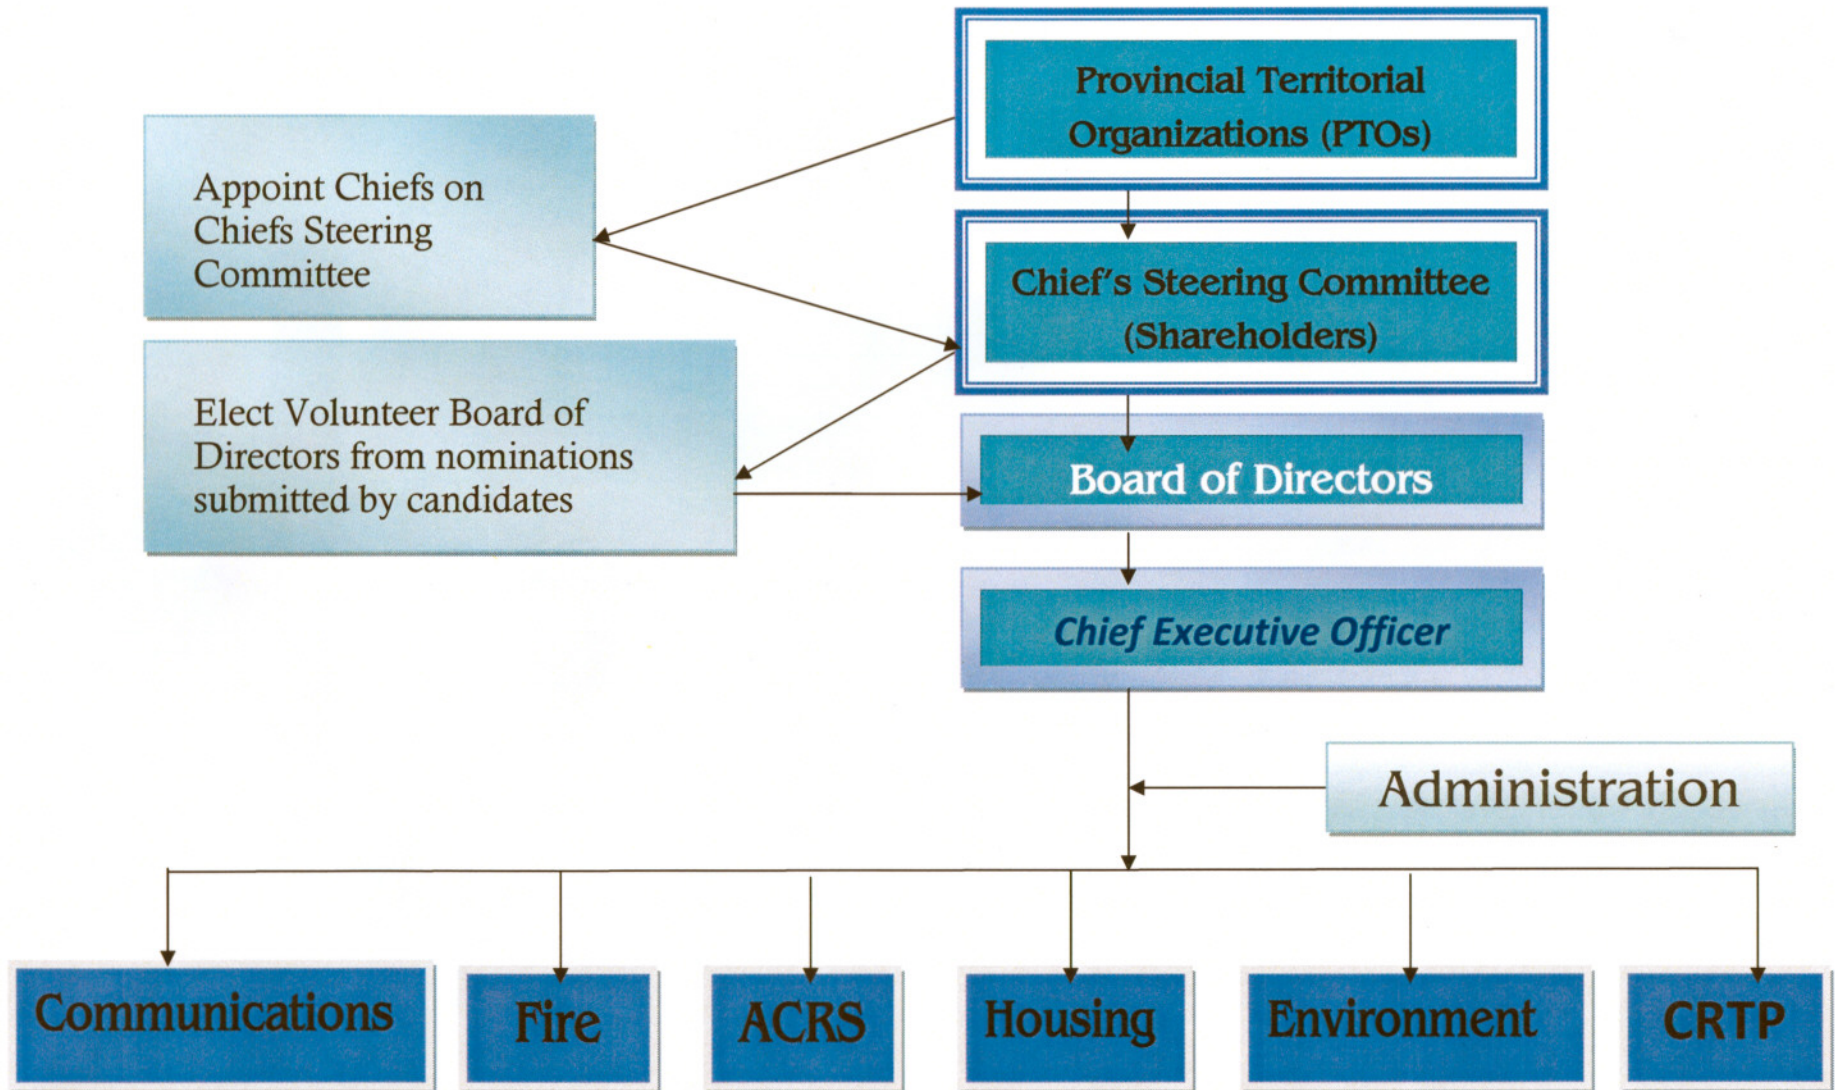 Provincial Territorial
Organizations (PTOs)
Appoint Chiefs on
Chiefs Steering
Committee
Chief's Steering Committee
(Shareholders)
Elect Volunteer Board of
Directors from nominations
submitted by candidates
Board of Directors
Chief Executive Officer
Administration
Communications
Fire
ACRS
Housing
Environment
CRTP